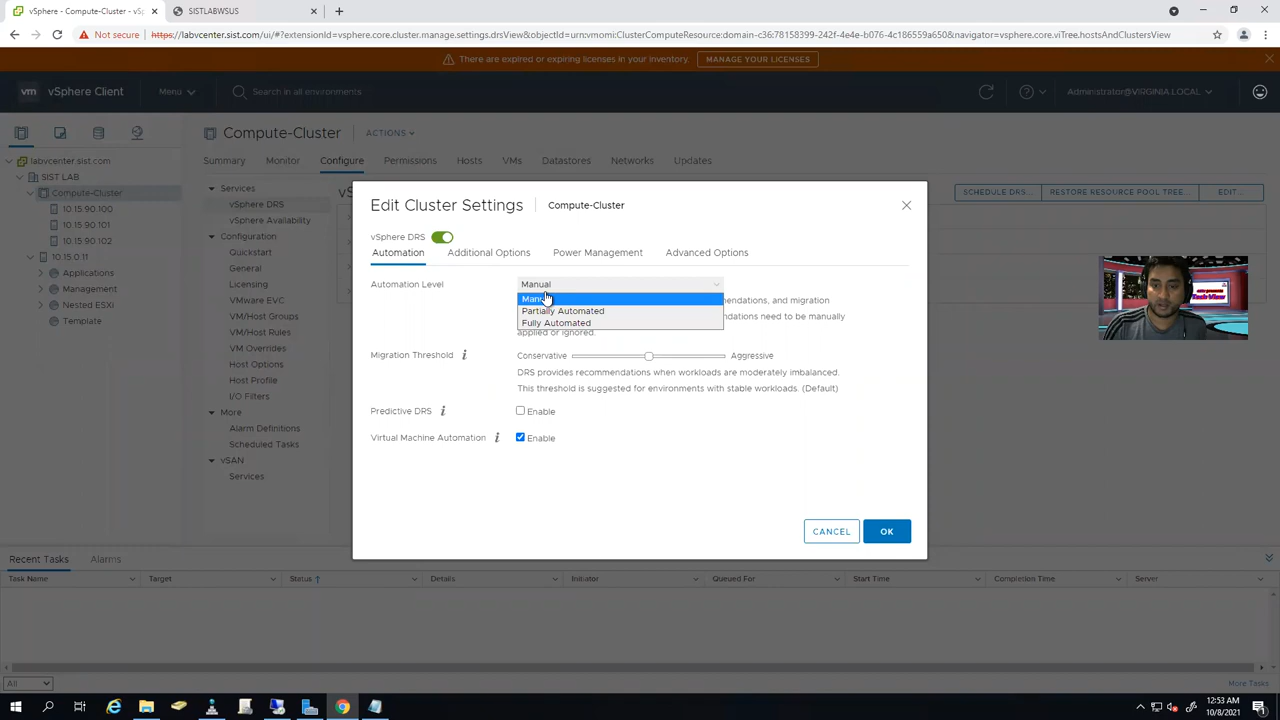 vSphere - Compute-Cluster - vSp
SISTLABWSUS
Not secure
https://labvcenter.sist.com/ui/#?extensionId=vsphere.core.cluster.manage.settings.drsView&objectId=urn:vmomi:ClusterComputeResource:domain-c36:78158399-242f-4e4e-b076-4c186559a650&navigator=vsphere.core.viTree.hostsAndClustersView
There are expired or expiring licenses in your inventory.
MANAGE YOUR LICENSES
vm
vSphere Client
Menu
Search in all environments
Administrator@VIRGINIA.LOCAL
Compute-Cluster
ACTIONS
labvcenter.sist.com
SIST LAB
Compute-Cluster
10.15.90.100
10.15.90.101
10.15.90.102
10.15.0.11
Applications
Management
Nested ESXi
Template
Summary
Monitor
Configure
Permissions
Hosts
VMs
Datastores
Networks
Updates
Services
vSphere DRS
vSphere Availability
Configuration
Quickstart
General
Licensing
VMware EVC
VM/Host Groups
VM/Host Rules
VM Overrides
Host Options
Host Profile
I/O Filters
More
Alarm Definitions
Scheduled Tasks
vSAN
Services
SCHEDULE DRS...
RESTORE RESOURCE POOL TREE...
EDIT...
Edit Cluster Settings
Compute-Cluster
vSphere DRS
Automation
Additional Options
Power Management
Advanced Options
Automation Level
Manual
Partially Automated
Fully Automated
and migration
need to be manually
applied or ignored.
Migration Threshold
Conservative
Aggressive
DRS provides recommendations when workloads are moderately imbalanced.
This threshold is suggested for environments with stable workloads. (Default)
Predictive DRS
Enable
Virtual Machine Automation
Enable
CANCEL
OK
Recent Tasks
Alarms
Task Name
Target
Status
Details
Initiator
Queued For
Start Time
Completion Time
Server
All
More Tasks
12:53 AM
10/8/2021